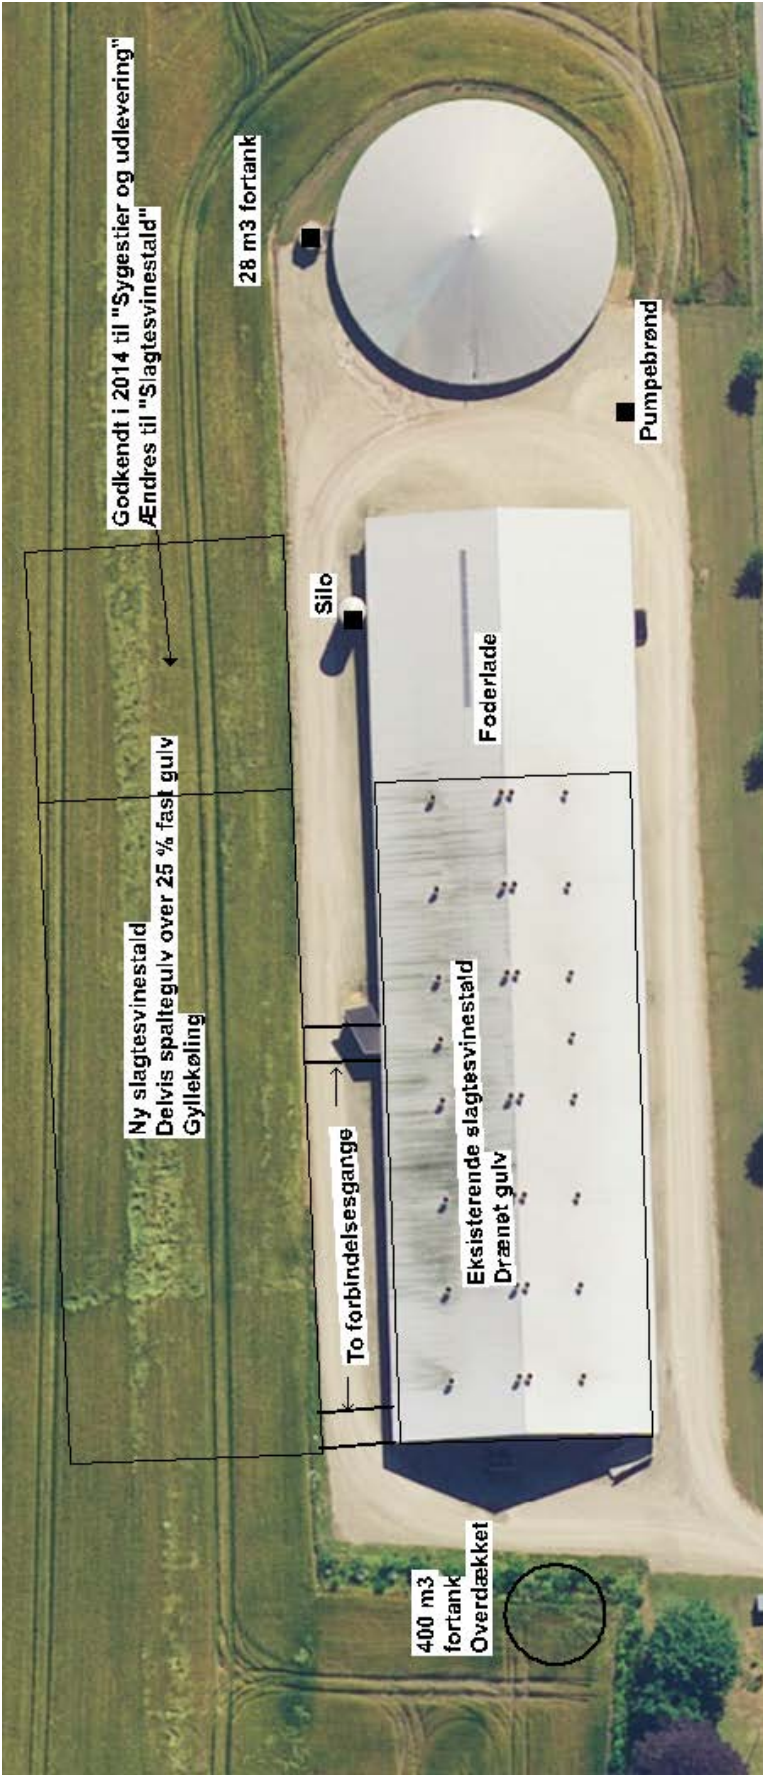 Godkendt i 2014 til "Sygestier og udlevering"
Ændres til "Slagtesvinestald"
28 m3 fortank
Pumpebrønd
Silo
Foderlade
Ny slagtesvinestald
Delvis spaltegulv over 25 % fast gulv
Gyllekøling
To forbindelsesgange
Eksisterende slagtesvinestald
Drænet gulv
400 m3
fortank
Overdækket